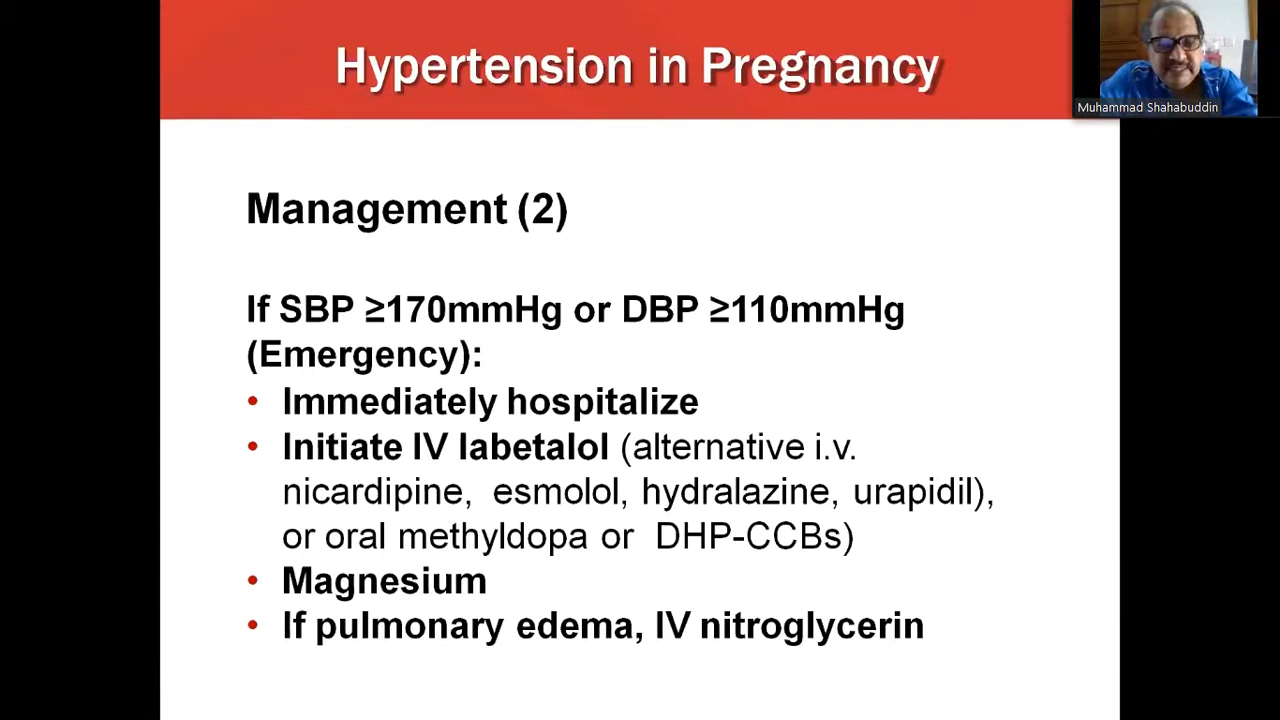 Hypertension in Pregnancy
Muhammad Shahabuddin
Management (2)
If SBP ≥170mmHg or DBP ≥110mmHg
(Emergency):
• Immediately hospitalize
• Initiate IV labetalol (alternative i.v.
nicardipine, esmolol, hydralazine, urapidil),
or oral methyldopa or DHP-CCBs)
• Magnesium
• If pulmonary edema, IV nitroglycerin